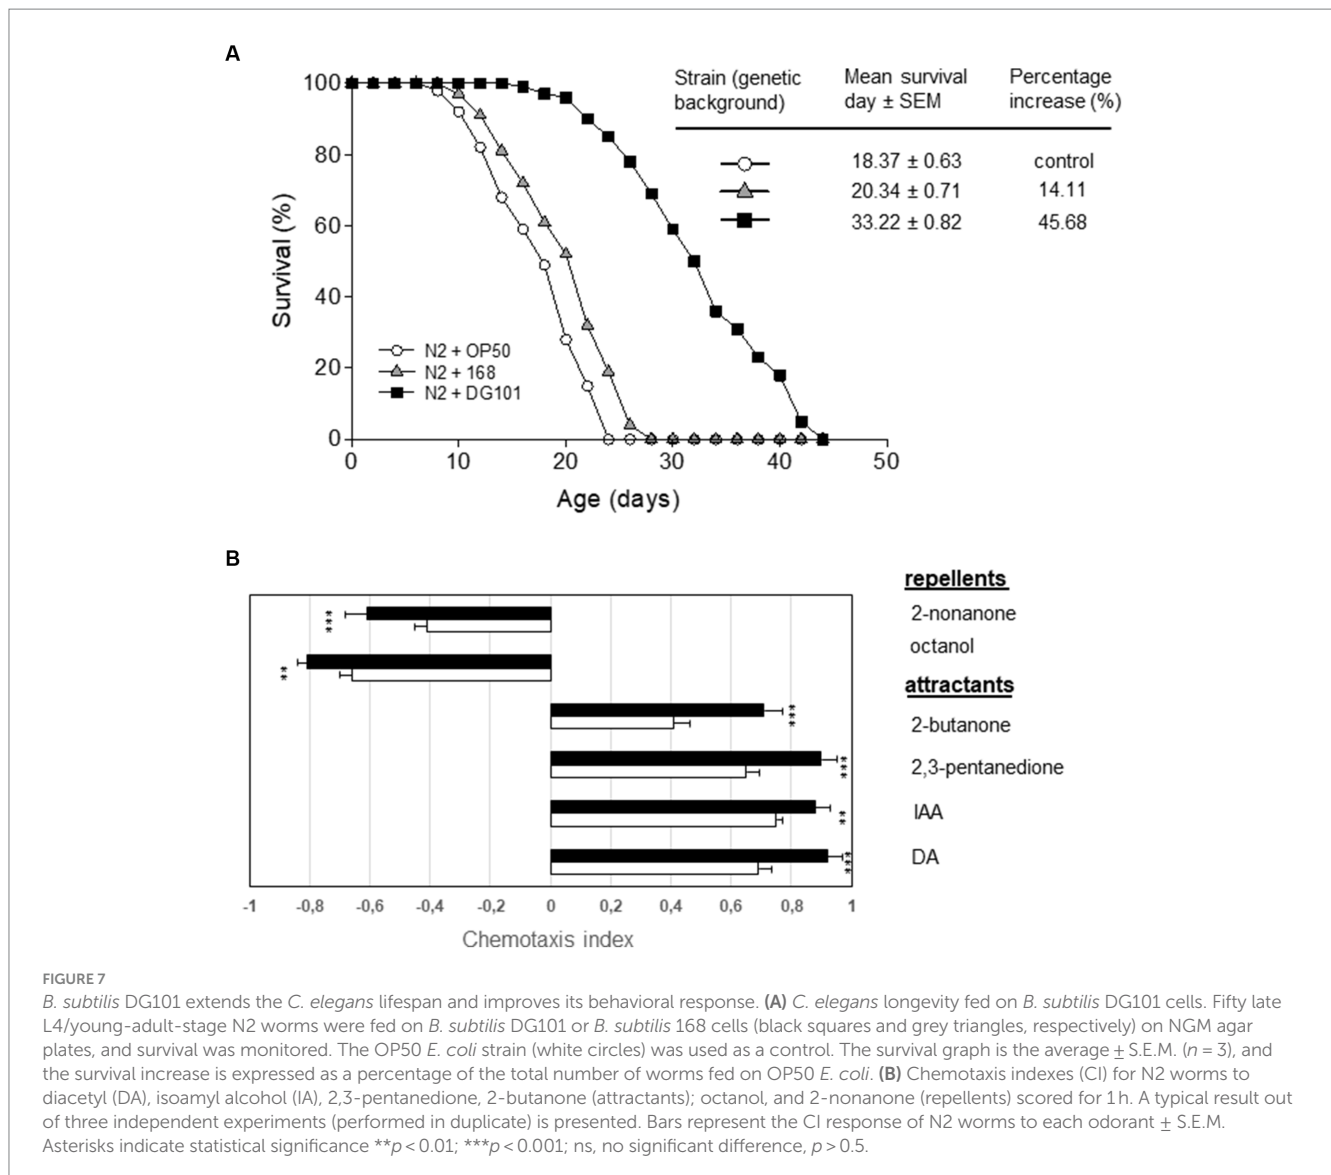 A
Strain (genetic background)
Mean survival day ± SEM
Percentage increase (%)
18.37 ± 0.63 control
20.34 ± 0.71 14.11
33.22 ± 0.82 45.68
100
80
60
40
20
0
Survival (%)
N2 + OP50
N2 + 168
N2 + DG101
0 10 20 30 40 50
Age (days)
B
***
**
***
***
**
***
repellents
2-nonanone
octanol
attractants
2-butanone
2,3-pentanedione
IAA
DA
-1 -0,8 -0,6 -0,4 -0,2 0 0,2 0,4 0,6 0,8 1
Chemotaxis index
FIGURE 7
B. subtilis DG101 extends the C. elegans lifespan and improves its behavioral response. (A) C. elegans longevity fed on B. subtilis DG101 cells. Fifty late
L4/young-adult-stage N2 worms were fed on B. subtilis DG101 or B. subtilis 168 cells (black squares and grey triangles, respectively) on NGM agar
plates, and survival was monitored. The OP50 E. coli strain (white circles) was used as a control. The survival graph is the average ± S.E.M. (n = 3), and
the survival increase is expressed as a percentage of the total number of worms fed on OP50 E. coli. (B) Chemotaxis indexes (CI) for N2 worms to
diacetyl (DA), isoamyl alcohol (IA), 2,3-pentanedione, 2-butanone (attractants); octanol, and 2-nonanone (repellents) scored for 1 h. A typical result out
of three independent experiments (performed in duplicate) is presented. Bars represent the CI response of N2 worms to each odorant ± S.E.M.
Asterisks indicate statistical significance **p < 0.01; ***p < 0.001; ns, no significant difference, p > 0.5.